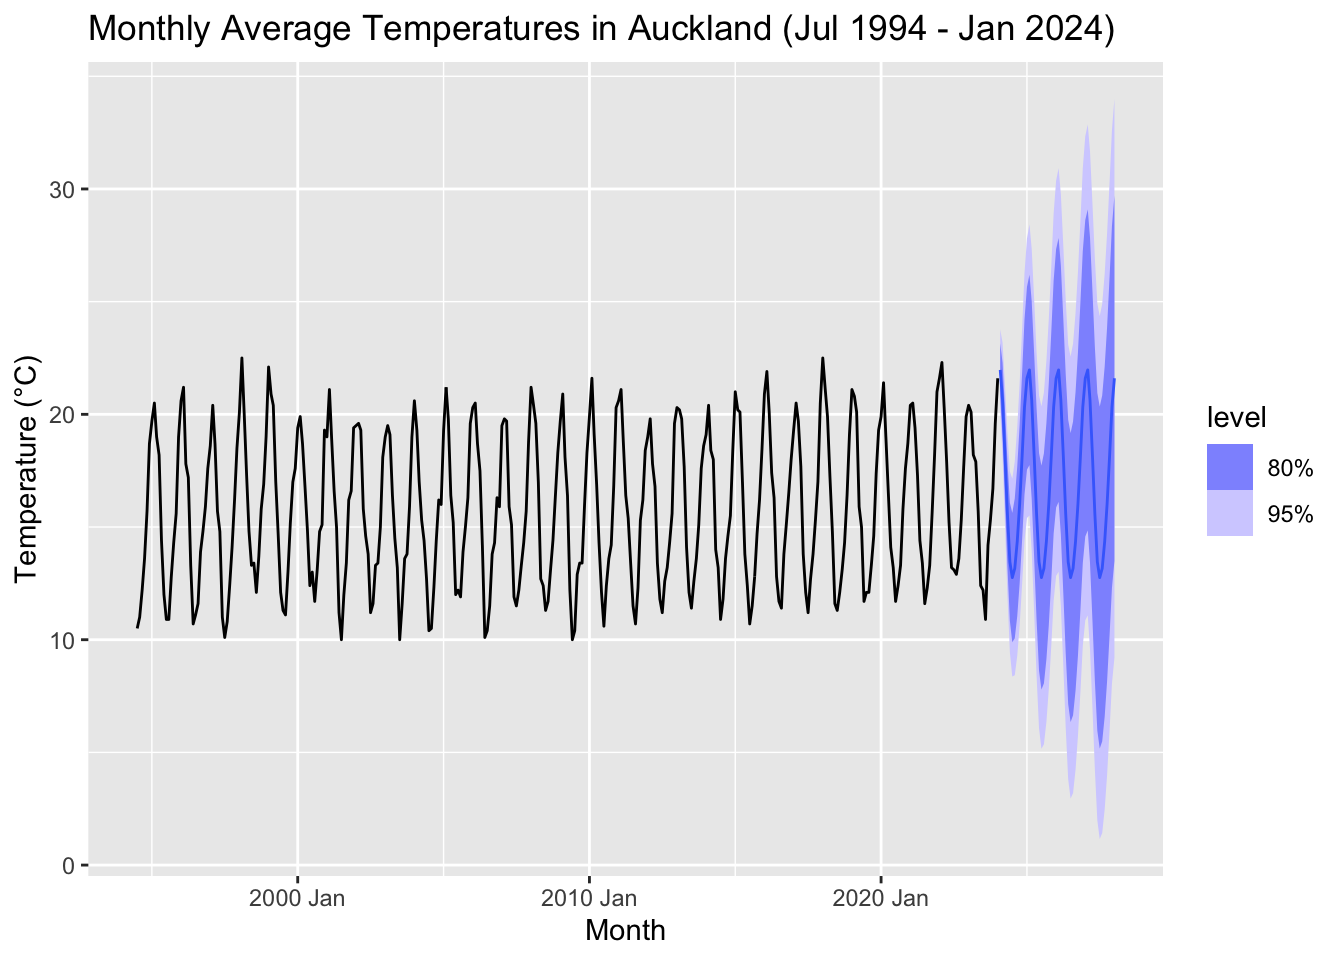 Monthly Average Temperatures in Auckland (Jul 1994 - Jan 2024)
Temperature (°C)
30
20
10
0
2000 Jan
2010 Jan
2020 Jan
Month
level
80%
95%